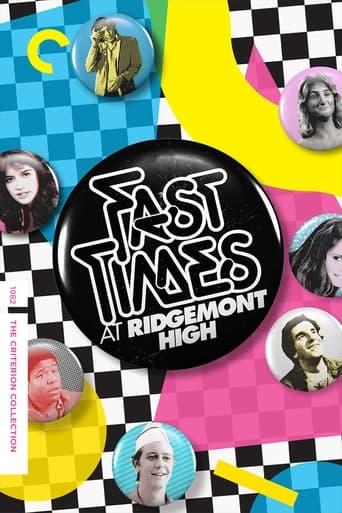 FAST
TIMES
AT RIDGEMONT
HIGH
1982
THE CRITERION COLLECTION